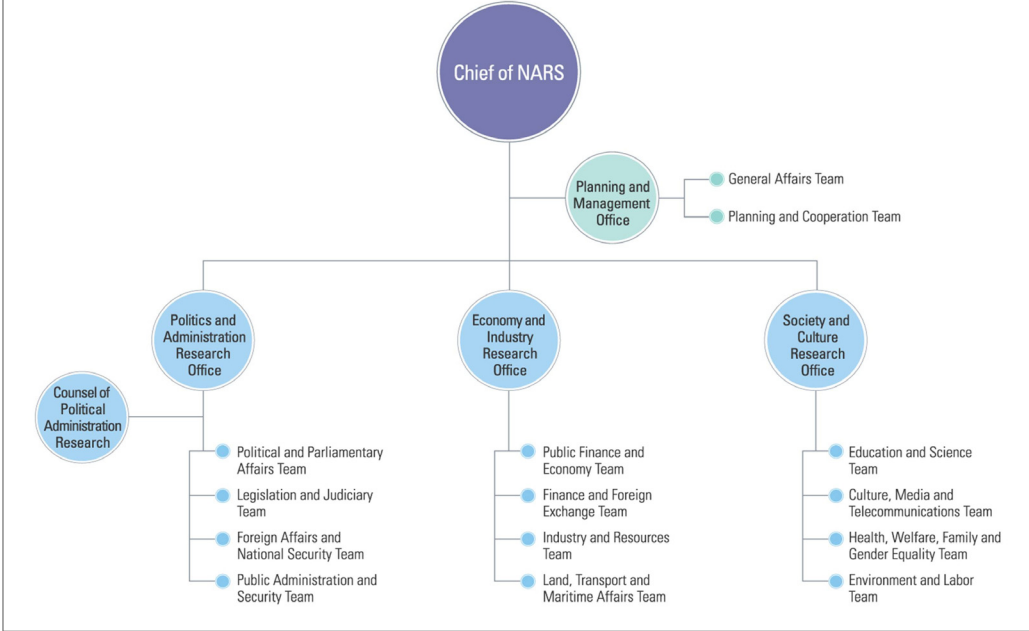 Chief of NARS
Planning and
Management
Office
General Affairs Team
Planning and Cooperation Team
Politics and
Administration
Research
Office
Counsel of
Political
Administration
Research
Political and Parliamentary
Affairs Team
Legislation and Judiciary
Team
Foreign Affairs and
National Security Team
Public Administration and
Security Team
Economy and
Industry
Research
Office
Public Finance and
Economy Team
Finance and Foreign
Exchange Team
Industry and Resources
Team
Land, Transport and
Maritime Affairs Team
Society and
Culture
Research
Office
Education and Science
Team
Culture, Media and
Telecommunications Team
Health, Welfare, Family and
Gender Equality Team
Environment and Labor
Team